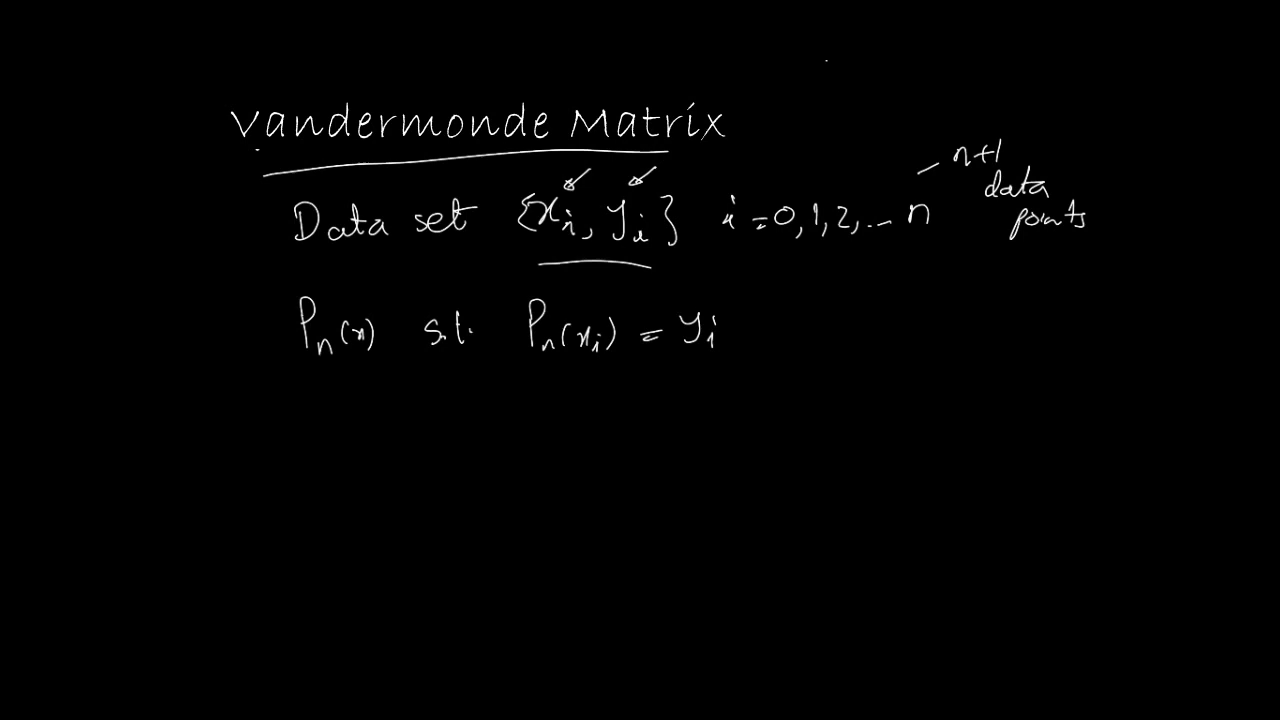 Vandermonde Matrix
Data set {xᵢ, yᵢ} i = 0, 1, 2, ... n
n+1 data points
Pₙ(x) s.t. Pₙ(xᵢ) = yᵢ